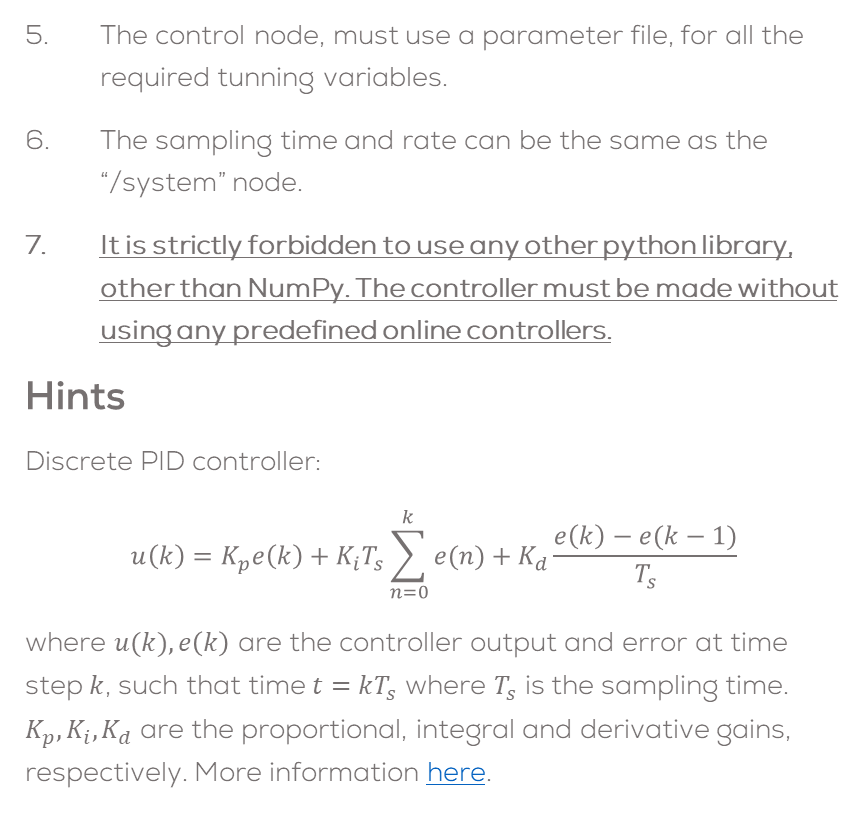 5. The control node, must use a parameter file, for all the
required tunning variables.
6. The sampling time and rate can be the same as the
“/system” node.
7. It is strictly forbidden to use any other python library,
other than NumPy. The controller must be made without
using any predefined online controllers.
Hints
Discrete PID controller:
u(k) = K_p e(k) + K_i T_s ∑_{n=0}^{k} e(n) + K_d (e(k) − e(k − 1)) / T_s
where u(k), e(k) are the controller output and error at time
step k, such that time t = kT_s where T_s is the sampling time.
K_p, K_i, K_d are the proportional, integral and derivative gains,
respectively. More information here.